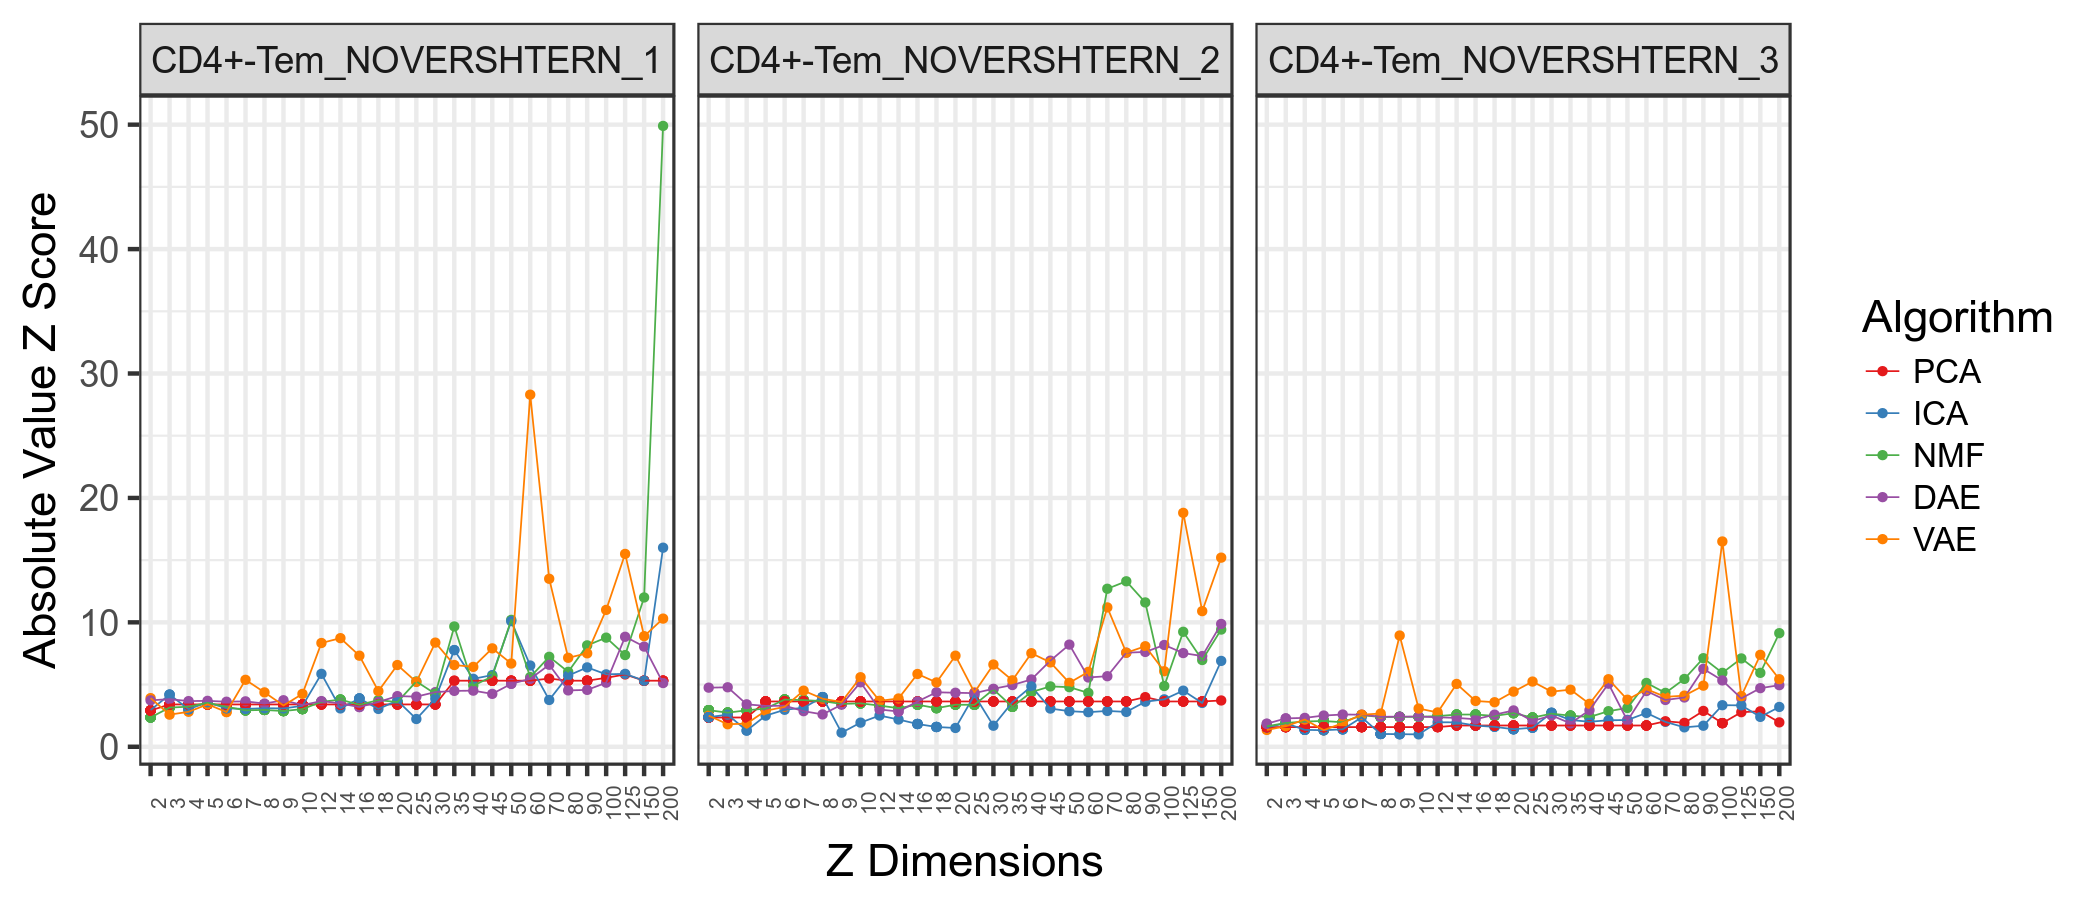 CD4+-Tem_NOVERSHTERN_1 CD4+-Tem_NOVERSHTERN_2 CD4+-Tem_NOVERSHTERN_3
50
40
30
20
10
0
Absolute Value Z Score
2 3 4 5 6 7 8 9 10 12 14 16 18 20 25 30 35 40 45 50 60 70 80 90 100 125 150 200
2 3 4 5 6 7 8 9 10 12 14 16 18 20 25 30 35 40 45 50 60 70 80 90 100 125 150 200
2 3 4 5 6 7 8 9 10 12 14 16 18 20 25 30 35 40 45 50 60 70 80 90 100 125 150 200
Z Dimensions
Algorithm
PCA
ICA
NMF
DAE
VAE